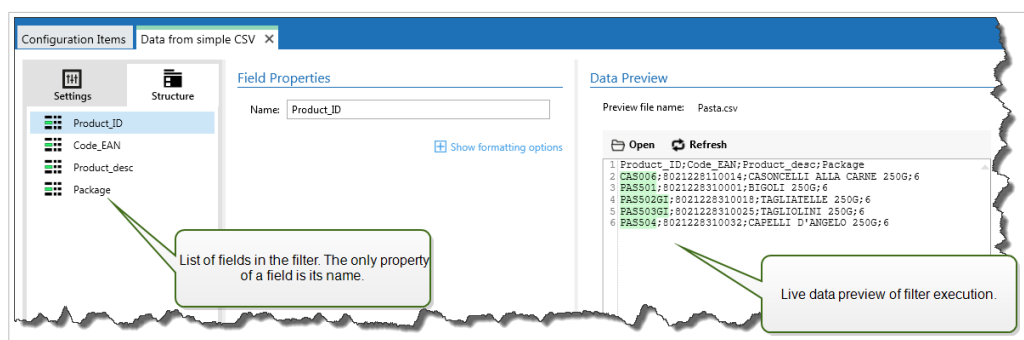 Configuration Items
Data from simple CSV
Settings
Structure
Product_ID
Code_EAN
Product_desc
Package
List of fields in the filter. The only property
of a field is its name.
Field Properties
Name: Product_ID
Show formatting options
Data Preview
Preview file name: Pasta.csv
Open Refresh
1 Product_ID;Code_EAN;Product_desc;Package
2 CAS006;8021228110014;CASONCELLI ALLA CARNE 250G;6
3 PAS501;8021228310001;BIGOLI 250G;6
4 PAS502GI;8021228310018;TAGLIATELLE 250G;6
5 PAS503GI;8021228310025;TAGLIOLINI 250G;6
6 PAS504;8021228310032;CAPELLI D'ANGELO 250G;6
Live data preview of filter execution.